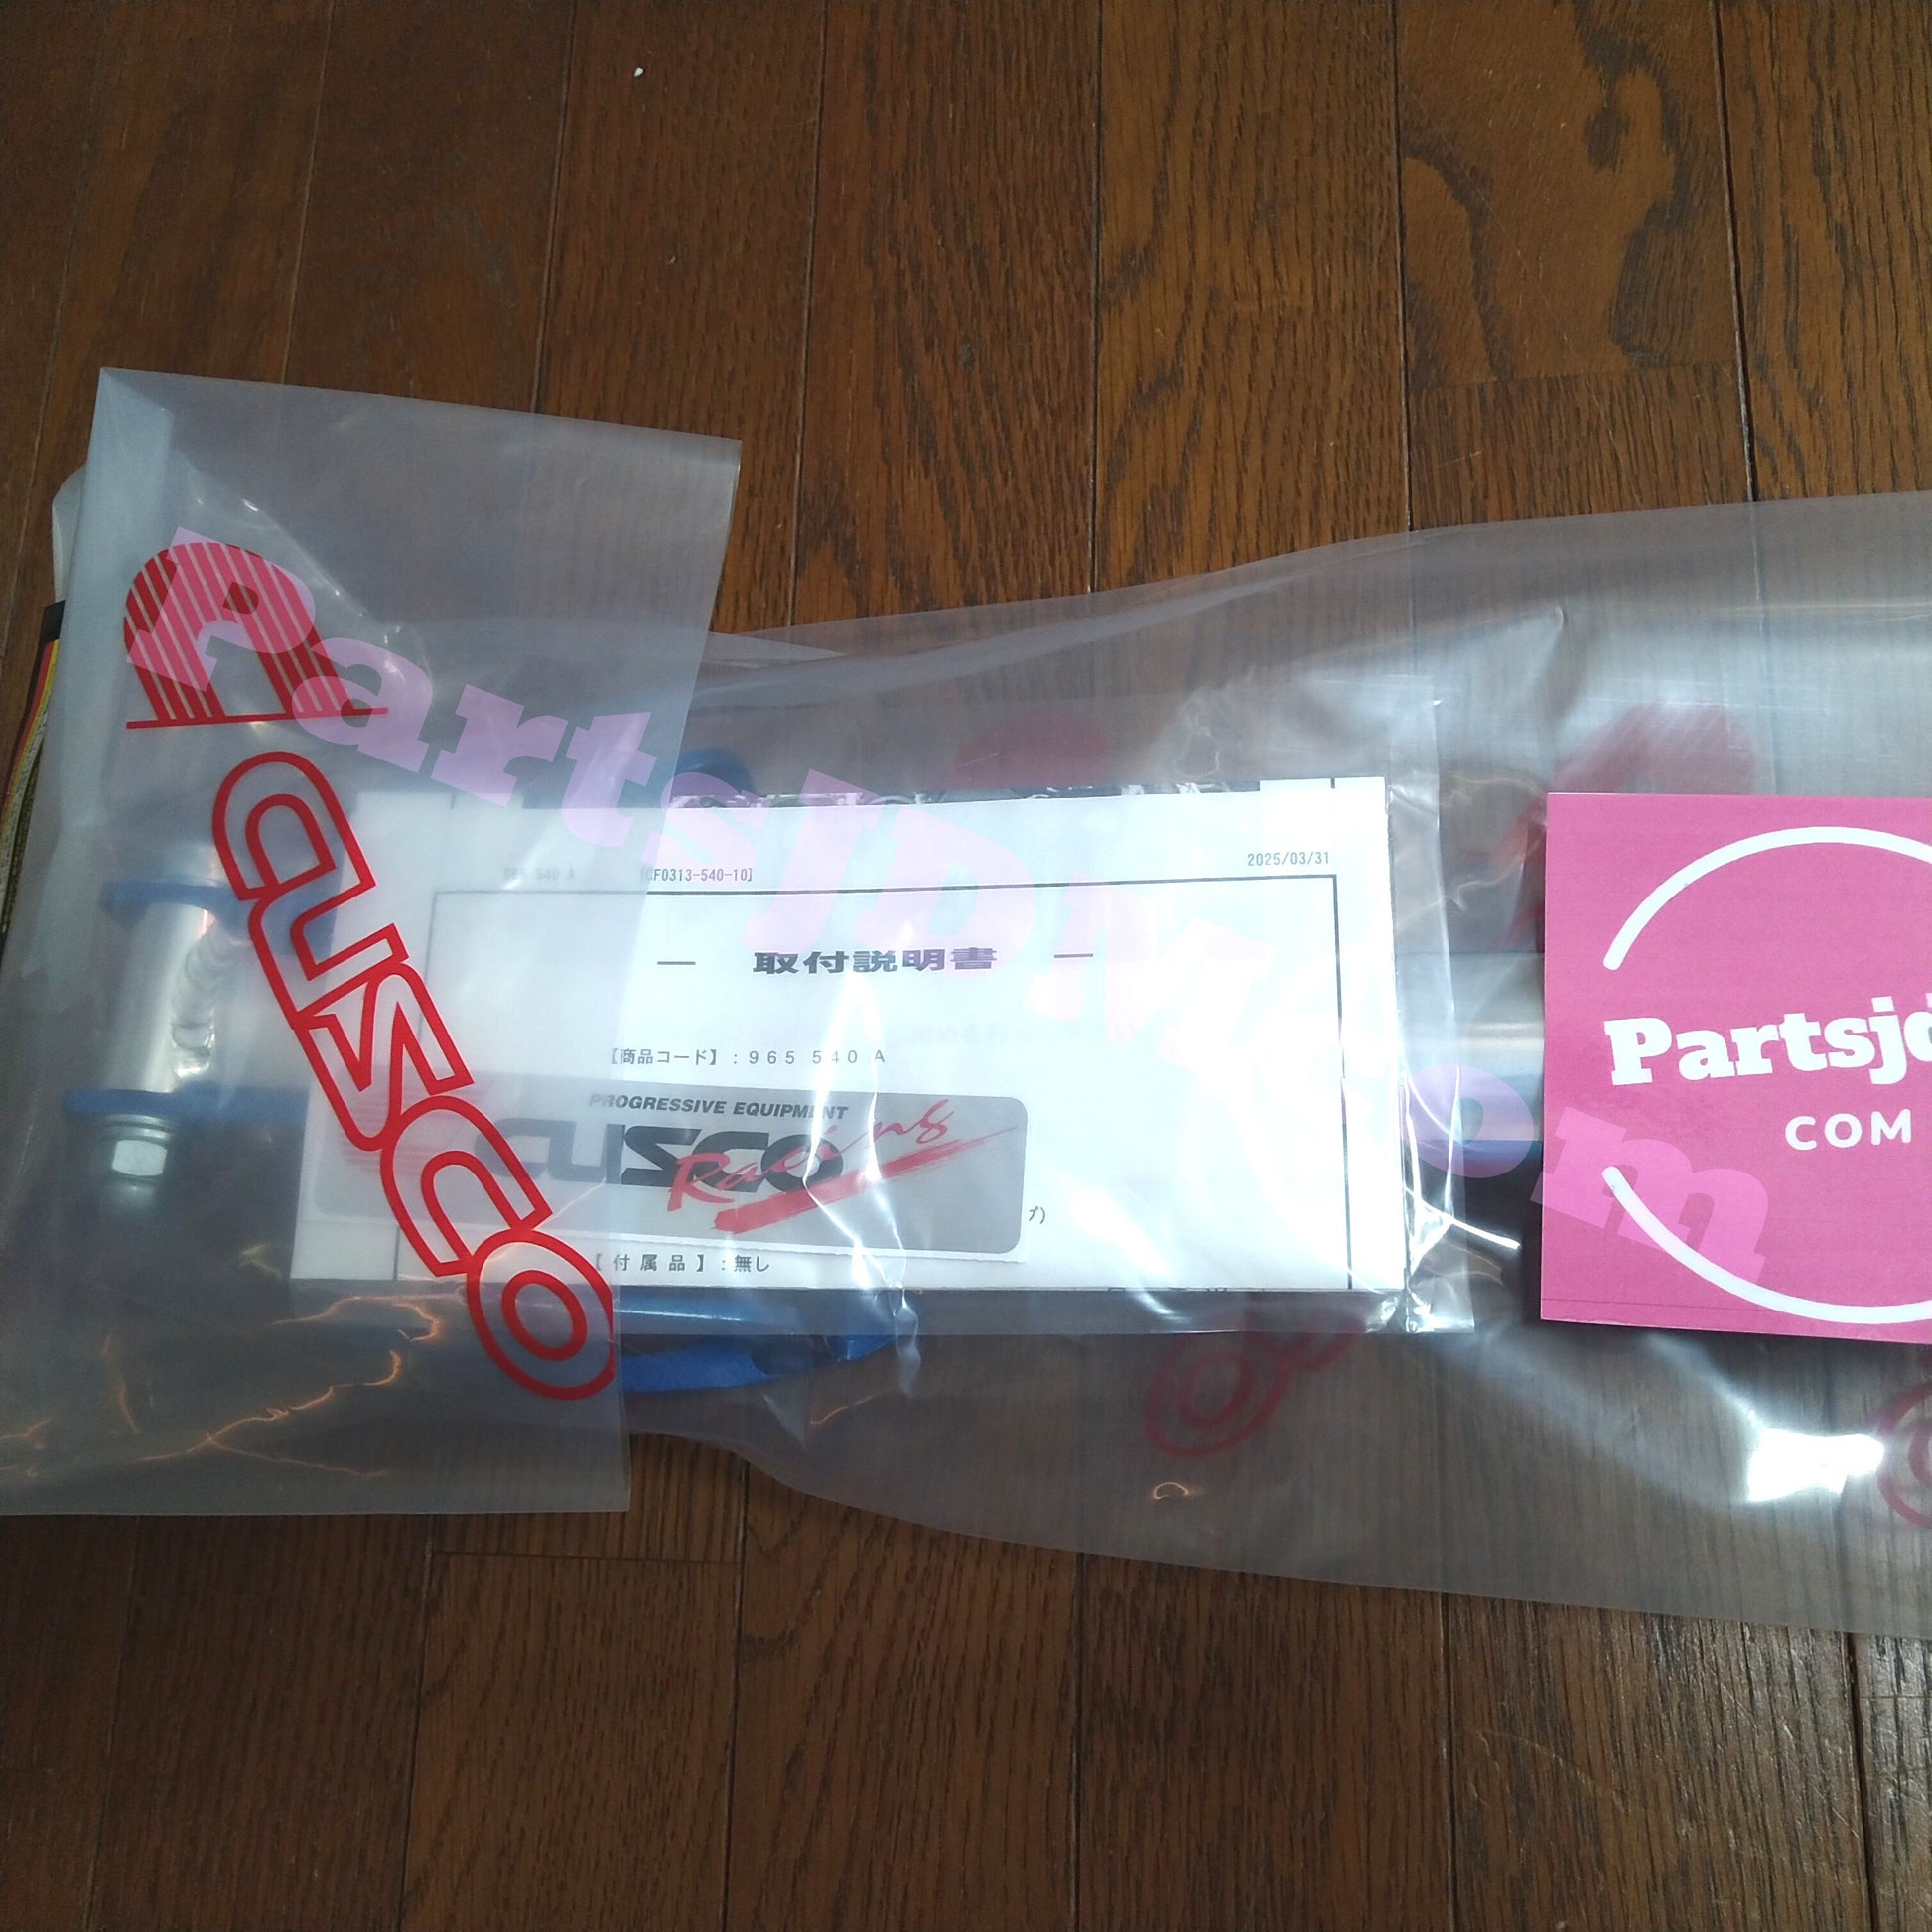 CUSCO
965 540 A [CF0313-540-10] 2025/03/31
― 取付説明書 ―
【商品コード】：９６５ ５４０ Ａ
PROGRESSIVE EQUIPMENT
CUSCO
Racing
プ)
【 付 属 品 】：無し
Partsjd
COM
PartsJDM.Com